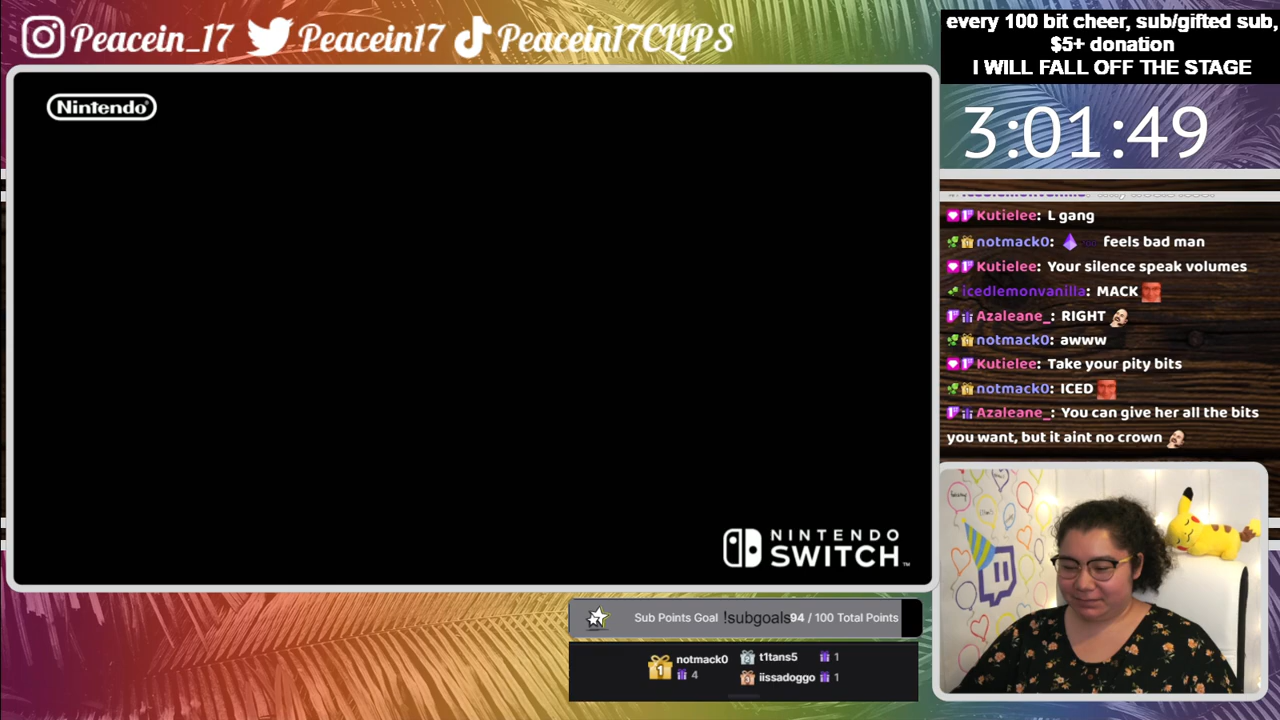 Peacein_17 Peacein17 Peacein17CLIPS
every 100 bit cheer, sub/gifted sub,
$5+ donation
I WILL FALL OFF THE STAGE
3:01:49
Nintendo
NINTENDO
SWITCH
Kutielee: L gang
notmack0: feels bad man
Kutielee: Your silence speak volumes
icedlemonvanilla: MACK
Azaleane_: RIGHT
notmack0: awww
Kutielee: Take your pity bits
notmack0: ICED
Azaleane_: You can give her all the bits
you want, but it aint no crown
Sub Points Goal !subgoals 94 / 100 Total Points
notmack0
4
t1tans5 1
iissadoggo 1